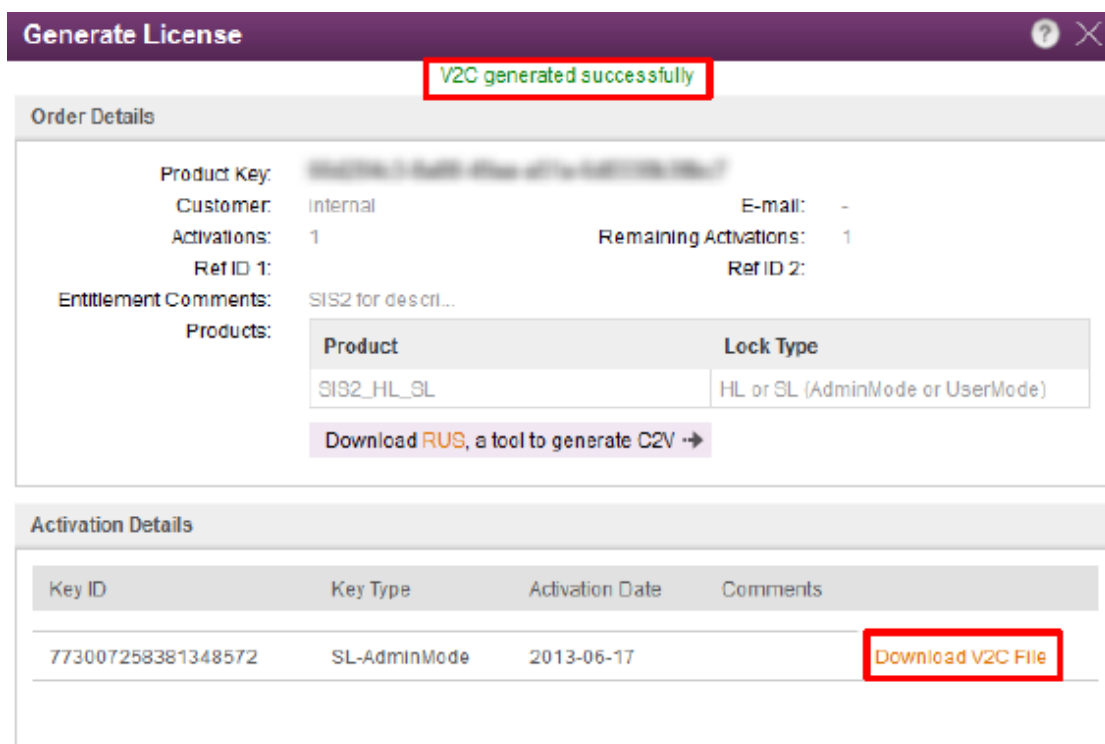 Generate License
?
V2C generated successfully
Order Details
Product Key:
Customer: Internal E-mail: -
Activations: 1 Remaining Activations: 1
Ref ID 1: Ref ID 2:
Entitlement Comments: SIS2 for descri...
Products:
Product Lock Type
SIS2_HL_SL HL or SL (AdminMode or UserMode)
Download RUS, a tool to generate C2V
Activation Details
Key ID Key Type Activation Date Comments
773007258381348572 SL-AdminMode 2013-06-17 Download V2C File